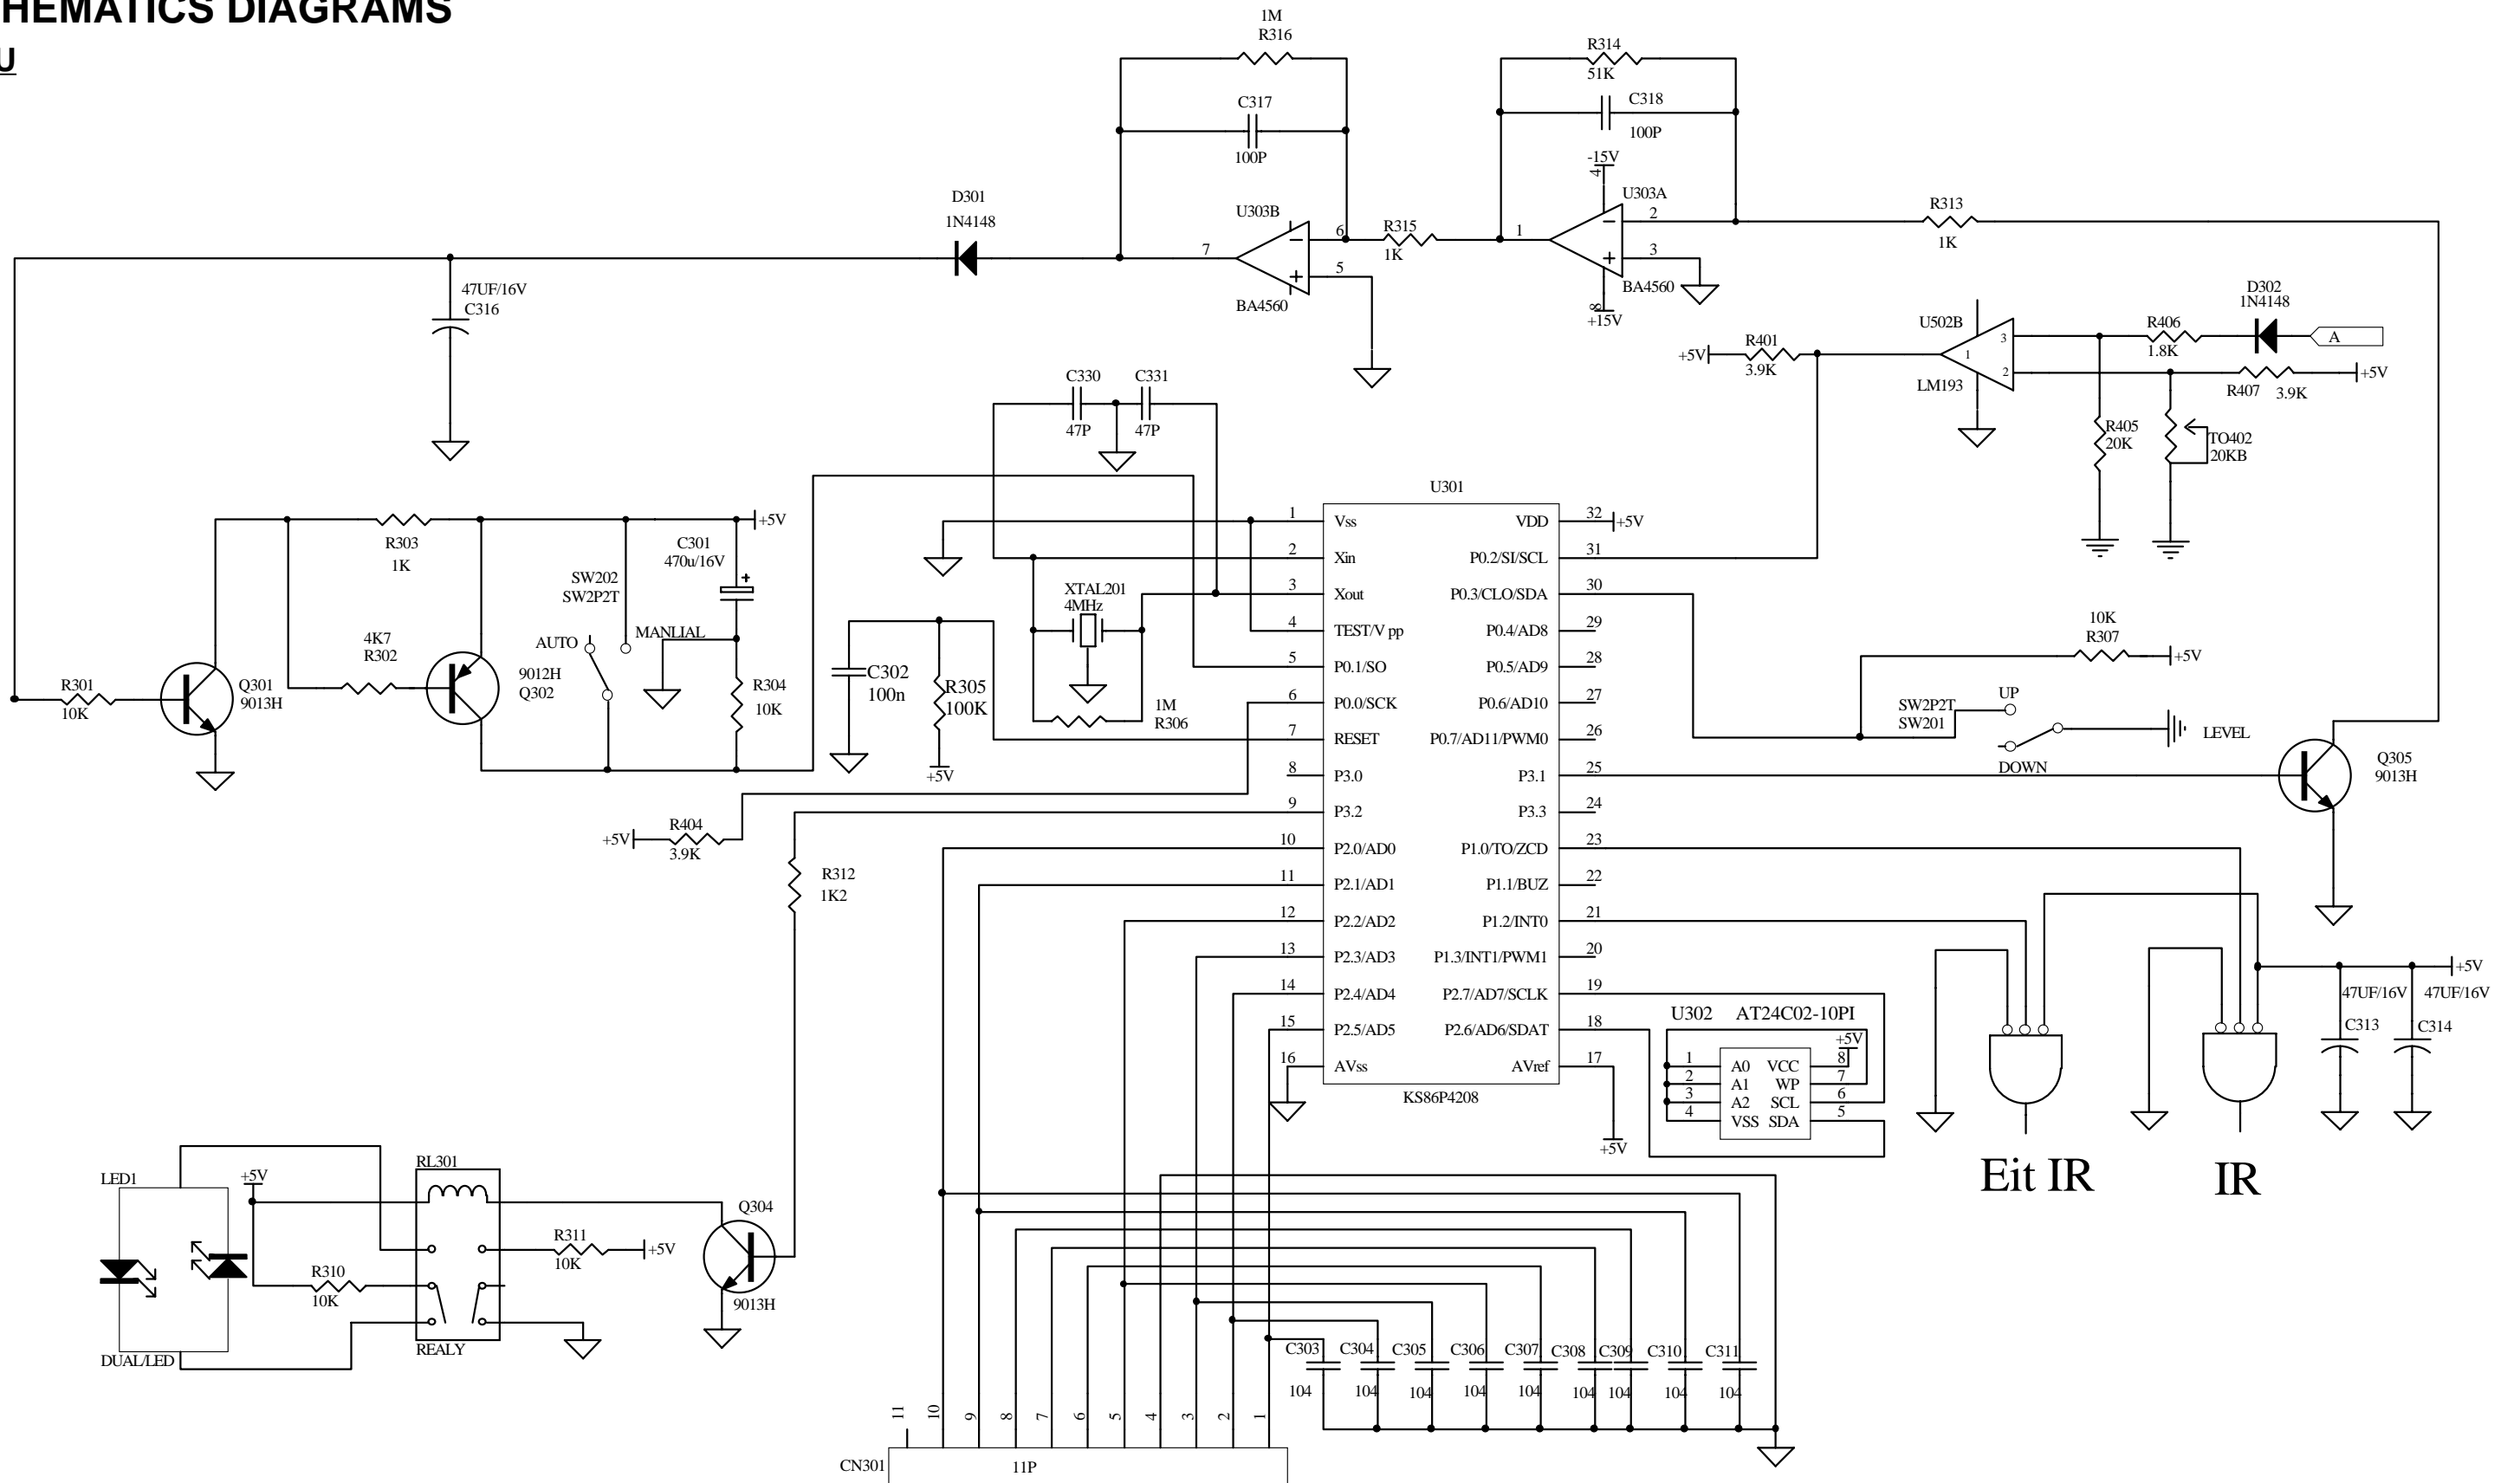 HEMATICS DIAGRAMS
U
1M
R316
C317
100P
R314
51K
C318
100P
-15V
4
U303A
2
3
1
BA4560
8
+15V
R313
1K
D301
1N4148
U303B
6
5
7
BA4560
R315
1K
47UF/16V
C316
D302
1N4148
A
U502B
3
1
2
LM193
R406
1.8K
R407
3.9K
+5V
R401
3.9K
+5V
R405
20K
TO402
20KB
C330
47P
C331
47P
R303
1K
+5V
C301
470u/16V
+
SW202
SW2P2T
AUTO
MANLIAL
4K7
R302
9012H
Q302
R304
10K
R301
10K
Q301
9013H
XTAL201
4MHz
1M
R306
C302
100n
R305
100K
+5V
+5V
R404
3.9K
R312
1K2
U301
1 Vss VDD 32 +5V
2 Xin P0.2/SI/SCL 31
3 Xout P0.3/CLO/SDA 30
4 TEST/V pp P0.4/AD8 29
5 P0.1/SO P0.5/AD9 28
6 P0.0/SCK P0.6/AD10 27
7 RESET P0.7/AD11/PWM0 26
8 P3.0 P3.1 25
9 P3.2 P3.3 24
10 P2.0/AD0 P1.0/TO/ZCD 23
11 P2.1/AD1 P1.1/BUZ 22
12 P2.2/AD2 P1.2/INT0 21
13 P2.3/AD3 P1.3/INT1/PWM1 20
14 P2.4/AD4 P2.7/AD7/SCLK 19
15 P2.5/AD5 P2.6/AD6/SDAT 18
16 AVss AVref 17
KS86P4208
+5V
10K
R307
+5V
SW2P2T
SW201
UP
DOWN
LEVEL
Q305
9013H
U302 AT24C02-10PI
+5V
1 A0 VCC 8
2 A1 WP 7
3 A2 SCL 6
4 VSS SDA 5
+5V
47UF/16V
C313
47UF/16V
C314
Eit IR
IR
LED1
DUAL/LED
+5V
RL301
REALY
R310
10K
R311
10K
+5V
Q304
9013H
C303 C304 C305 C306 C307 C308 C309 C310 C311
104 104 104 104 104 104 104 104 104
11 10 9 8 7 6 5 4 3 2 1
CN301
11P